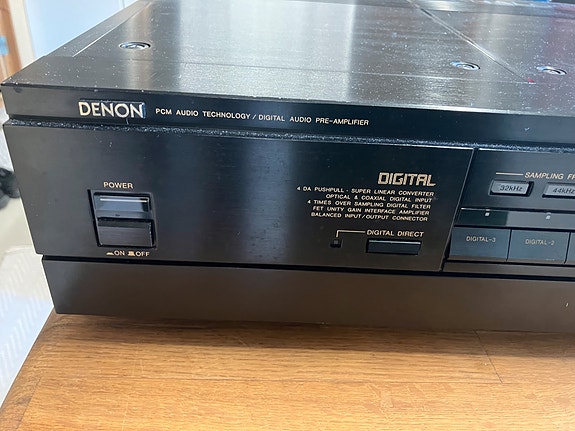 DENON PCM AUDIO TECHNOLOGY / DIGITAL AUDIO PRE-AMPLIFIER
POWER
ON OFF
DIGITAL
4 DA PUSHPULL · SUPER LINEAR CONVERTER
OPTICAL & COAXIAL DIGITAL INPUT
4 TIMES OVER SAMPLING DIGITAL FILTER
FET UNITY GAIN INTERFACE AMPLIFIER
BALANCED INPUT/OUTPUT CONNECTOR
DIGITAL DIRECT
SAMPLING FR
32kHz 44kHz
DIGITAL-3 DIGITAL-2